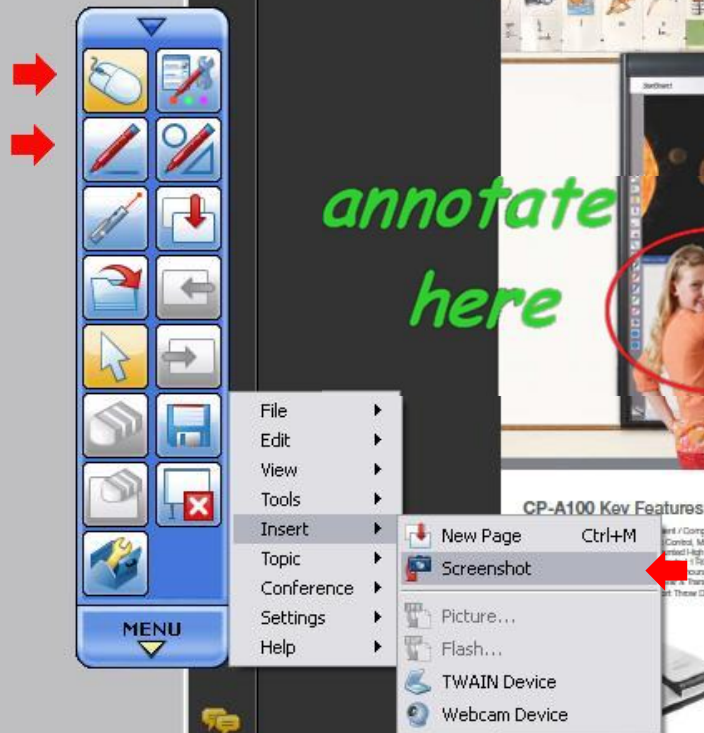 annotate
here
File
Edit
View
Tools
Insert
Topic
Conference
Settings
Help
MENU
CP-A100 Key Features
New Page Ctrl+M
Screenshot
Picture...
Flash...
TWAIN Device
Webcam Device